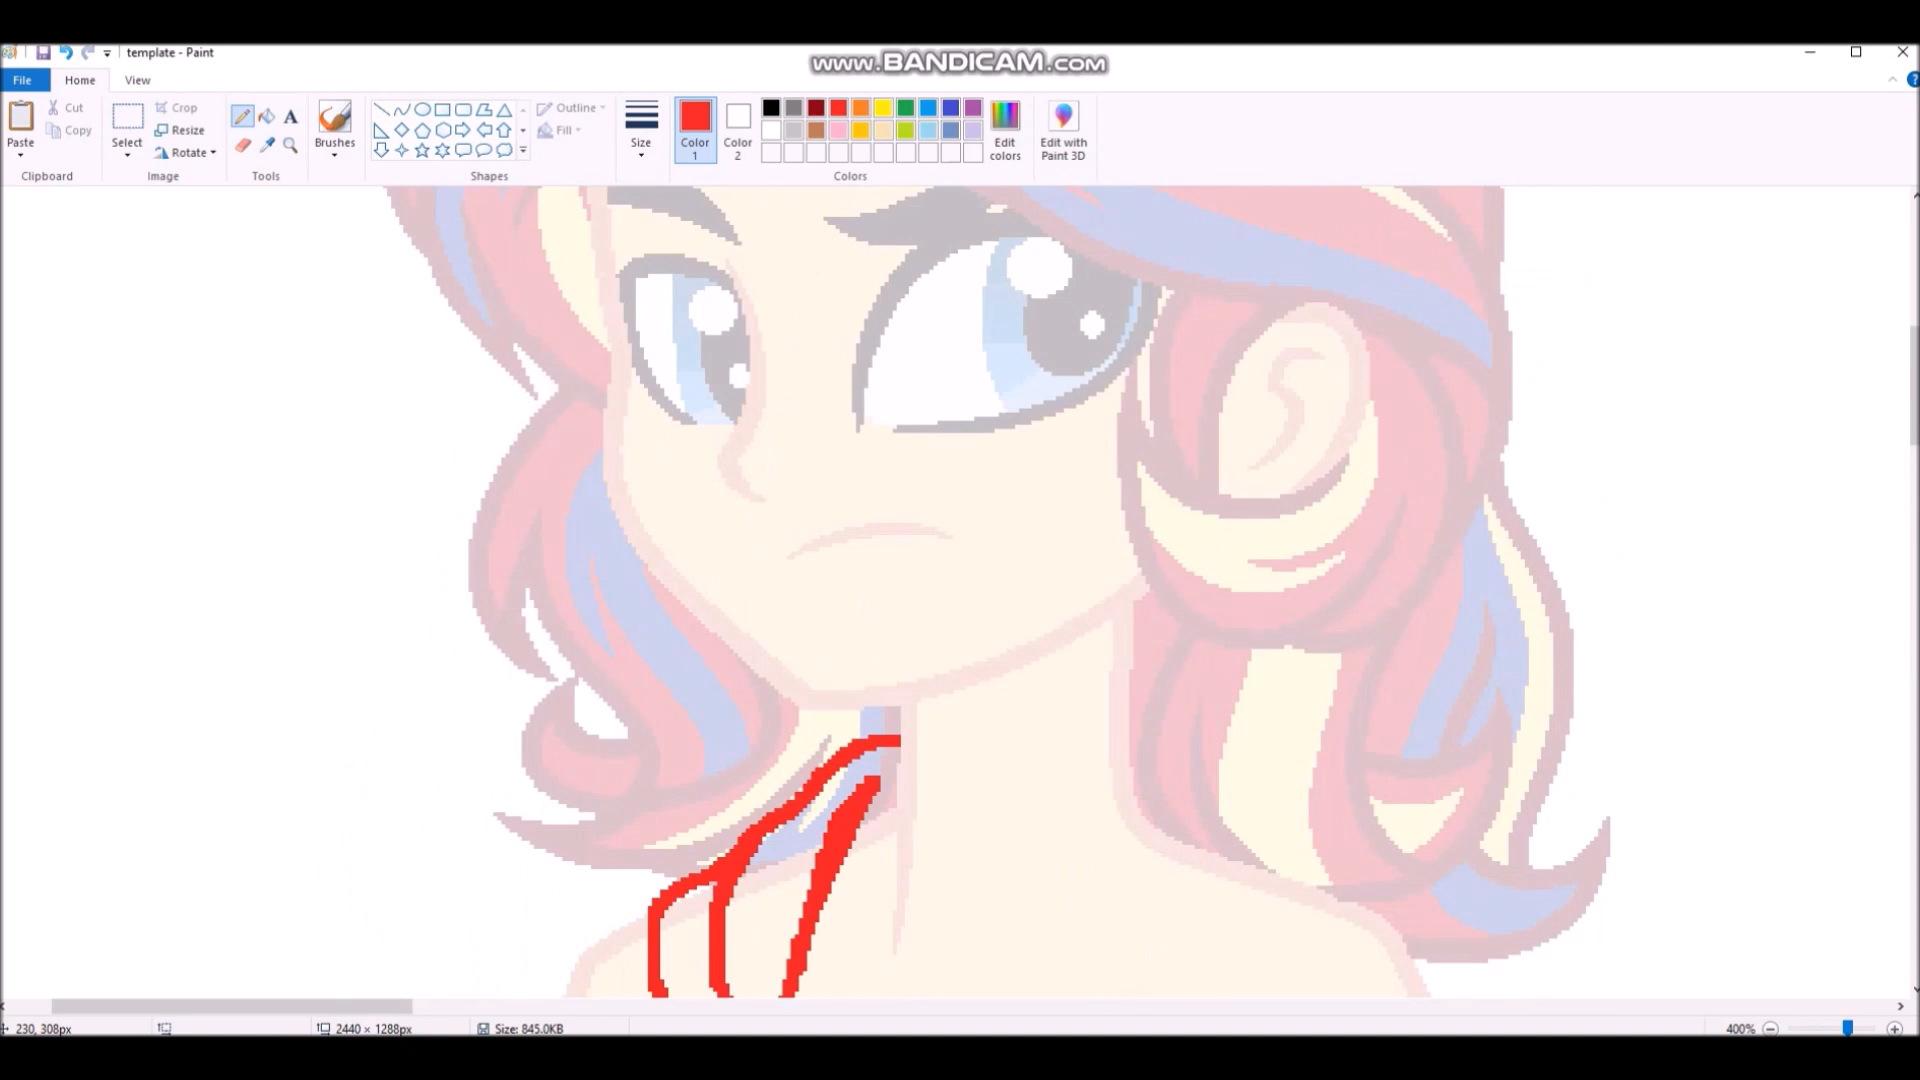 template - Paint
www.BANDICAM.com
File Home View
Cut
Copy
Paste
Clipboard
Crop
Resize
Rotate
Select
Image
A
Tools
Brushes
Outline
Fill
Shapes
Size
Color 1
Color 2
Edit colors
Colors
Edit with Paint 3D
230, 308px
2440 × 1288px
Size: 845.0KB
400%